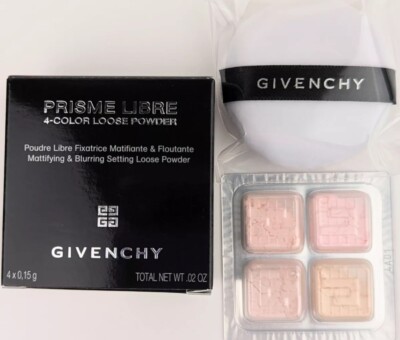 PRISME LIBRE
4-COLOR LOOSE POWDER
Poudre Libre Fixatrice Matifiante & Floutante
Mattifying & Blurring Setting Loose Powder
GIVENCHY
4 x 0,15 g
TOTAL NET WT .02 OZ
GIVENCHY